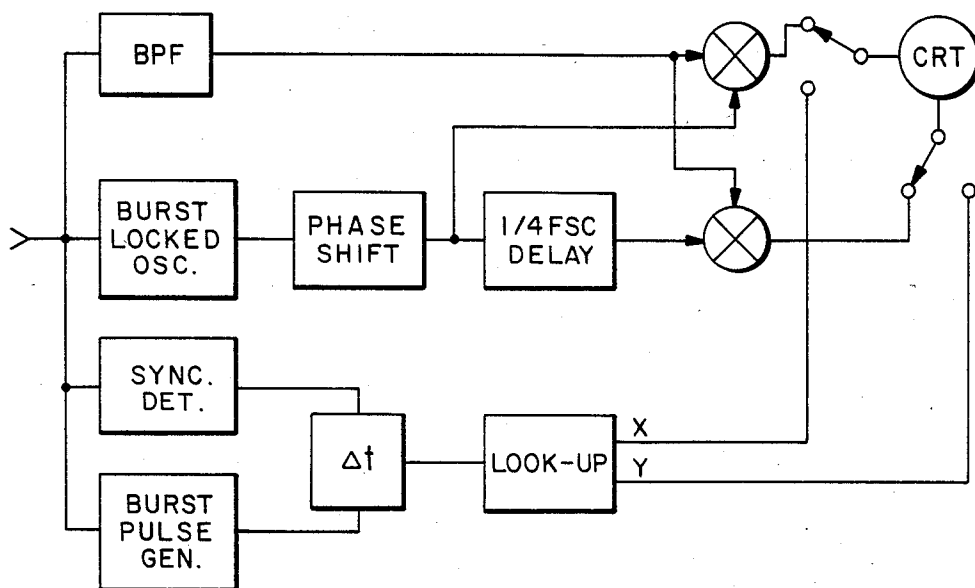 BPF
CRT
BURST
LOCKED
OSC.
PHASE
SHIFT
1/4 FSC
DELAY
SYNC.
DET.
Δt
LOOK-UP
X
Y
BURST
PULSE
GEN.